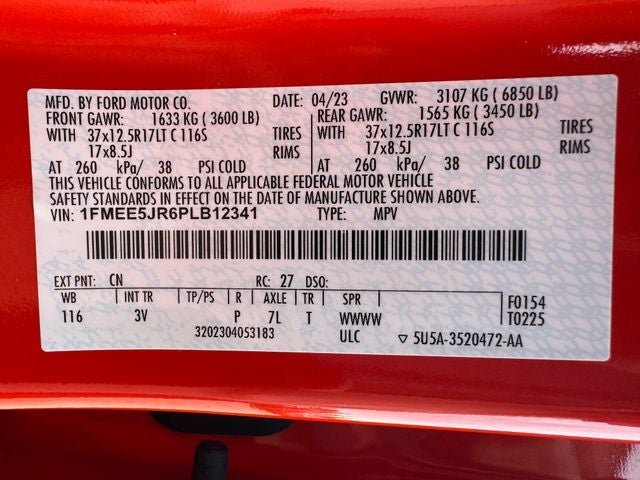 MFD. BY FORD MOTOR CO. DATE: 04/23 GVWR: 3107 KG ( 6850 LB)
FRONT GAWR: 1633 KG ( 3600 LB) REAR GAWR: 1565 KG ( 3450 LB)
WITH 37x12.5R17LT C 116S TIRES 37x12.5R17LT C 116S TIRES
17x8.5J RIMS 17x8.5J RIMS
AT 260 kPa/ 38 PSI COLD AT 260 kPa/ 38 PSI COLD
THIS VEHICLE CONFORMS TO ALL APPLICABLE FEDERAL MOTOR VEHICLE
SAFETY STANDARDS IN EFFECT ON THE DATE OF MANUFACTURE SHOWN ABOVE.
VIN: 1FMEE5JR6PLB12341 TYPE: MPV
EXT PNT: CN RC: 27 DSO:
WB INT TR TP/PS R AXLE TR SPR F0154
116 3V P 7L T WWWW T0225
3202304053183 ULC 5U5A-3520472-AA